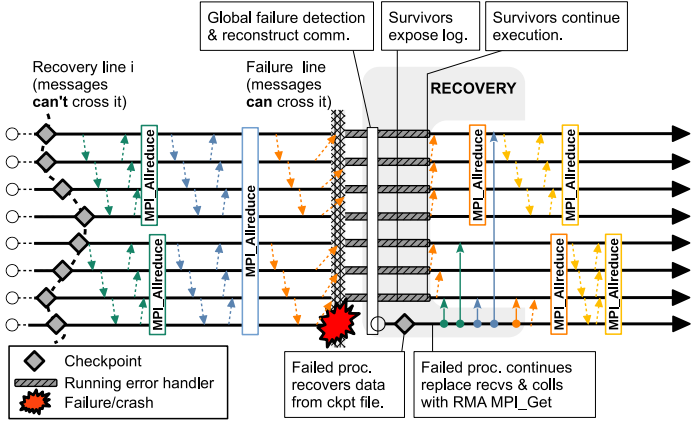 Global failure detection
& reconstruct comm.
Survivors
expose log.
Survivors continue
execution.
Recovery line i
(messages
can't cross it)
Failure line
(messages
can cross it)
RECOVERY
MPI_Allreduce
MPI_Allreduce
MPI_Allreduce
MPI_Allreduce
MPI_Allreduce
MPI_Allreduce
MPI_Allreduce
Checkpoint
Running error handler
Failure/crash
Failed proc.
recovers data
from ckpt file.
Failed proc. continues
replace recvs & colls
with RMA MPI_Get